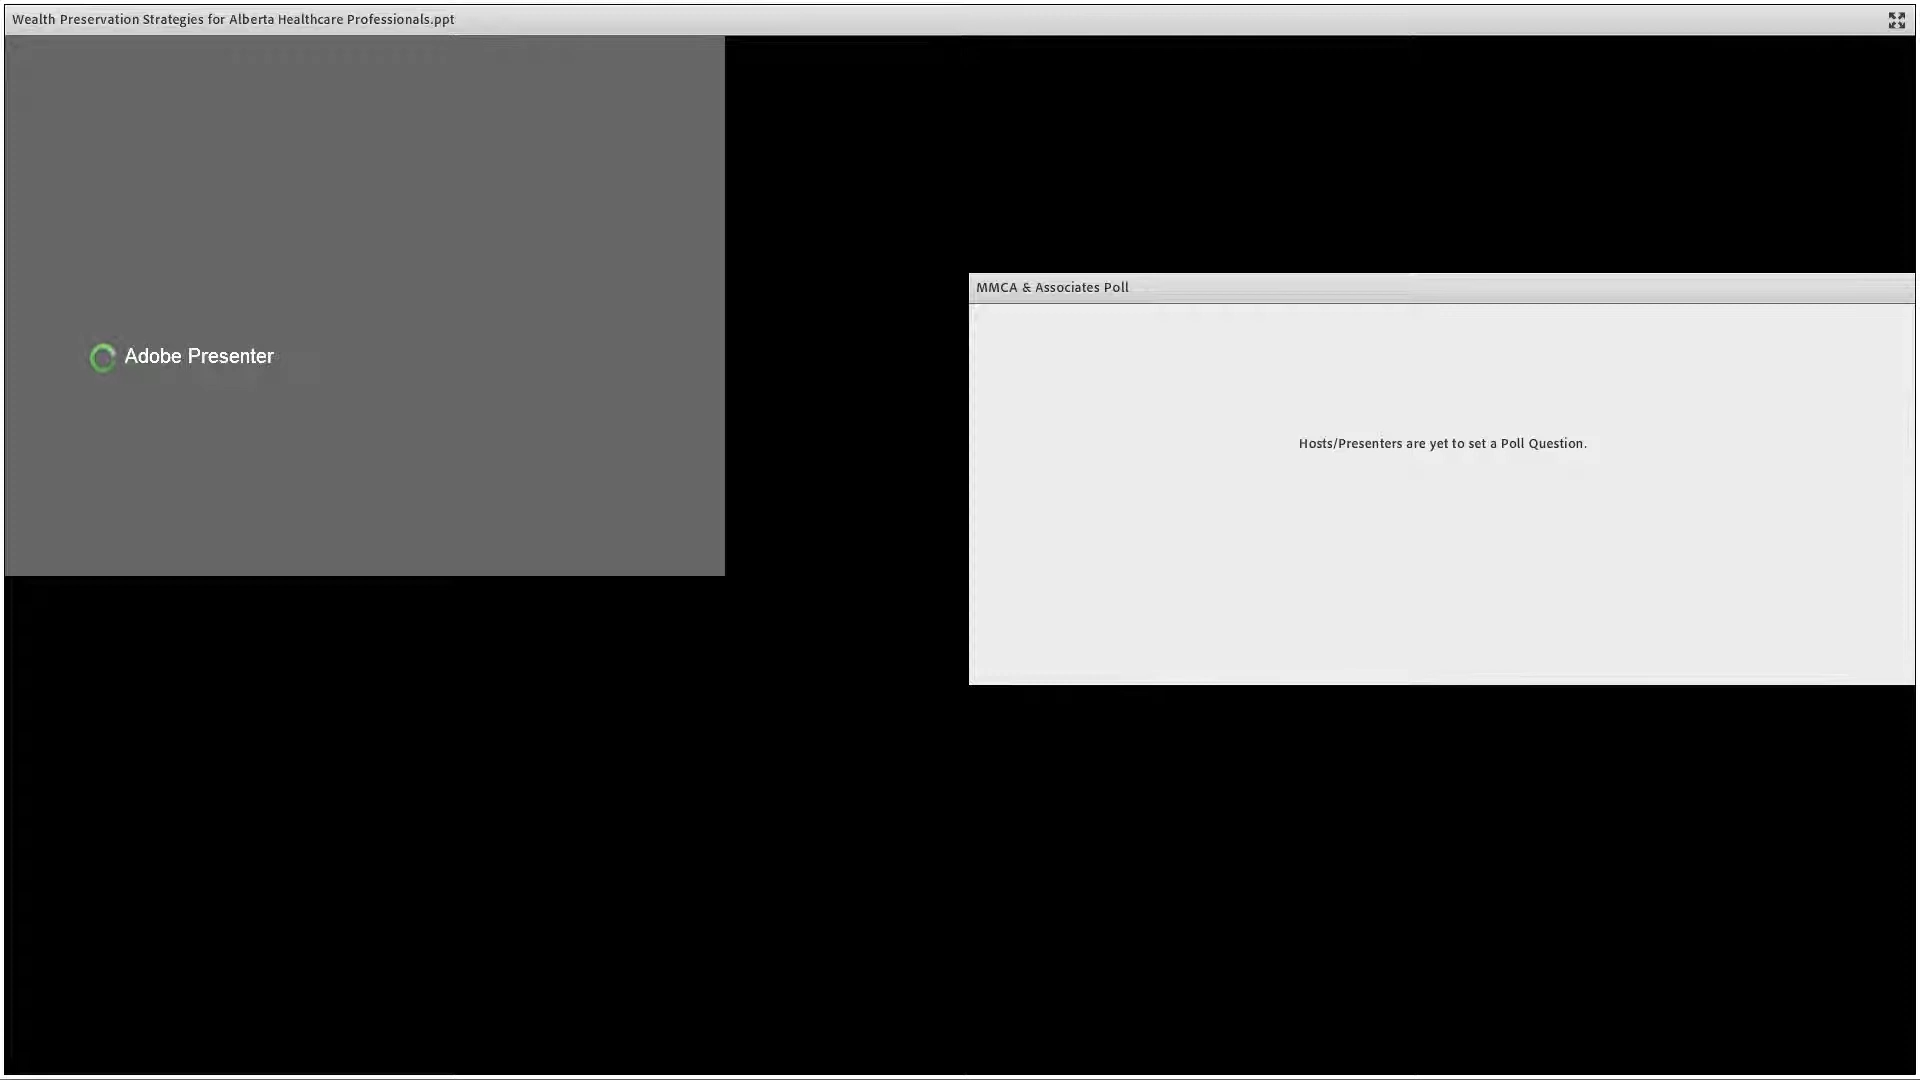 Wealth Preservation Strategies for Alberta Healthcare Professionals.ppt
MMCA & Associates Poll
Adobe Presenter
Hosts/Presenters are yet to set a Poll Question.